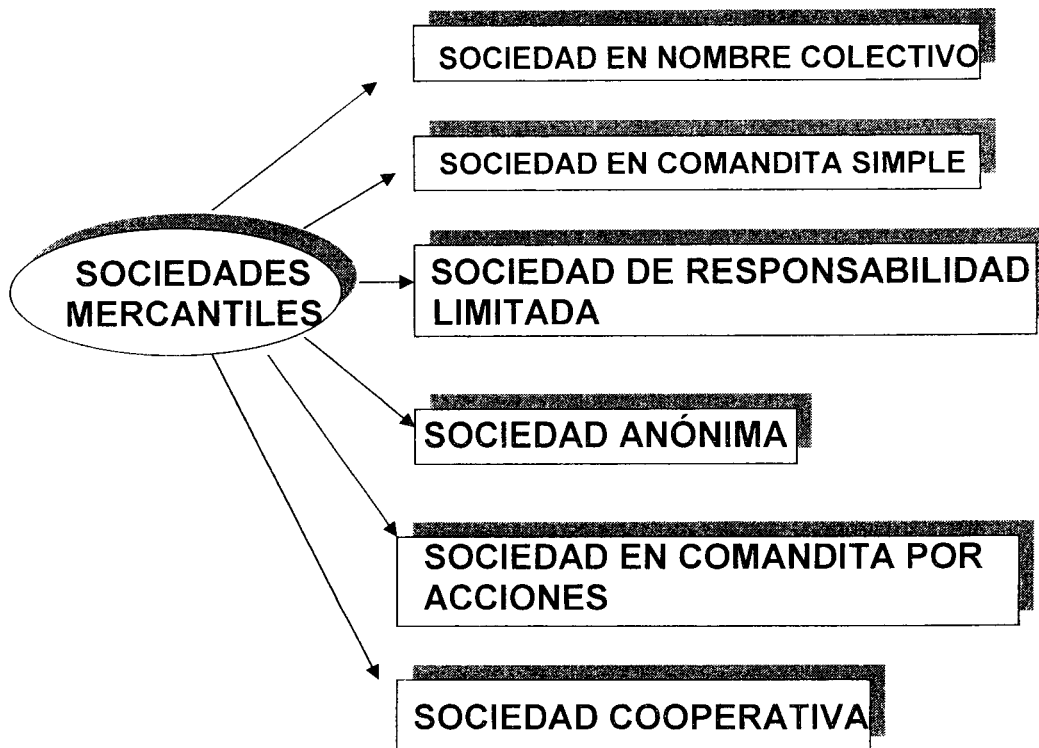 SOCIEDAD EN NOMBRE COLECTIVO
SOCIEDAD EN COMANDITA SIMPLE
SOCIEDADES
MERCANTILES
SOCIEDAD DE RESPONSABILIDAD
LIMITADA
SOCIEDAD ANÓNIMA
SOCIEDAD EN COMANDITA POR
ACCIONES
SOCIEDAD COOPERATIVA